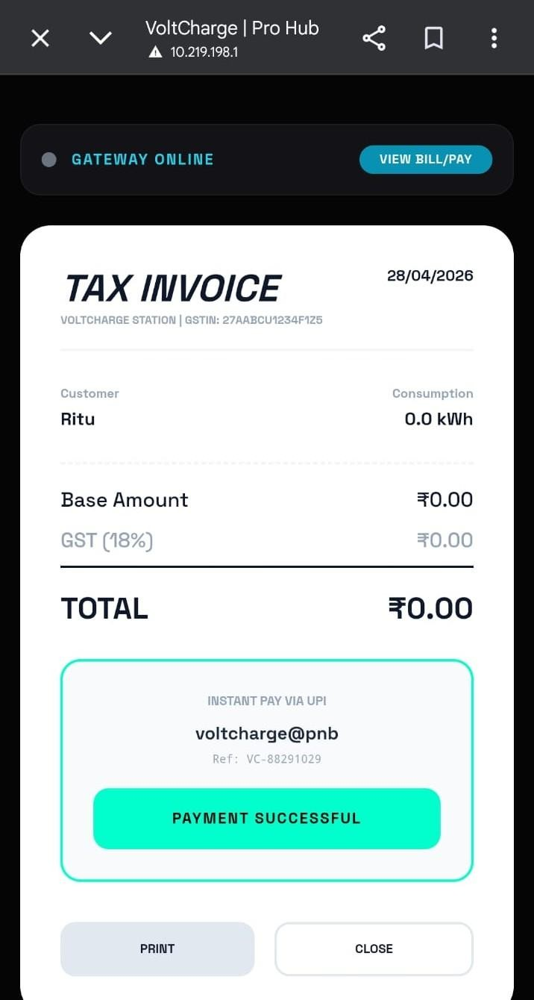 VoltCharge | Pro Hub
10.219.198.1
GATEWAY ONLINE
VIEW BILL/PAY
TAX INVOICE
28/04/2026
VOLTCHARGE STATION | GSTIN: 27AABCU1234F1Z5
Customer
Consumption
Ritu
0.0 kWh
Base Amount
₹0.00
GST (18%)
₹0.00
TOTAL
₹0.00
INSTANT PAY VIA UPI
voltcharge@pnb
Ref: VC-88291029
PAYMENT SUCCESSFUL
PRINT
CLOSE